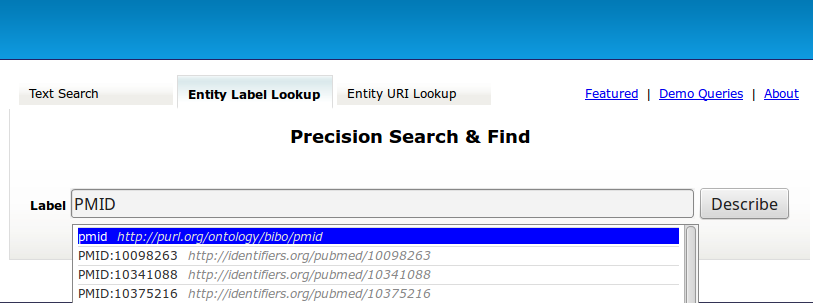 Text Search Entity Label Lookup Entity URI Lookup Featured | Demo Queries | About
Precision Search & Find
Label PMID Describe
pmid http://purl.org/ontology/bibo/pmid
PMID:10098263 http://identifiers.org/pubmed/10098263
PMID:10341088 http://identifiers.org/pubmed/10341088
PMID:10375216 http://identifiers.org/pubmed/10375216